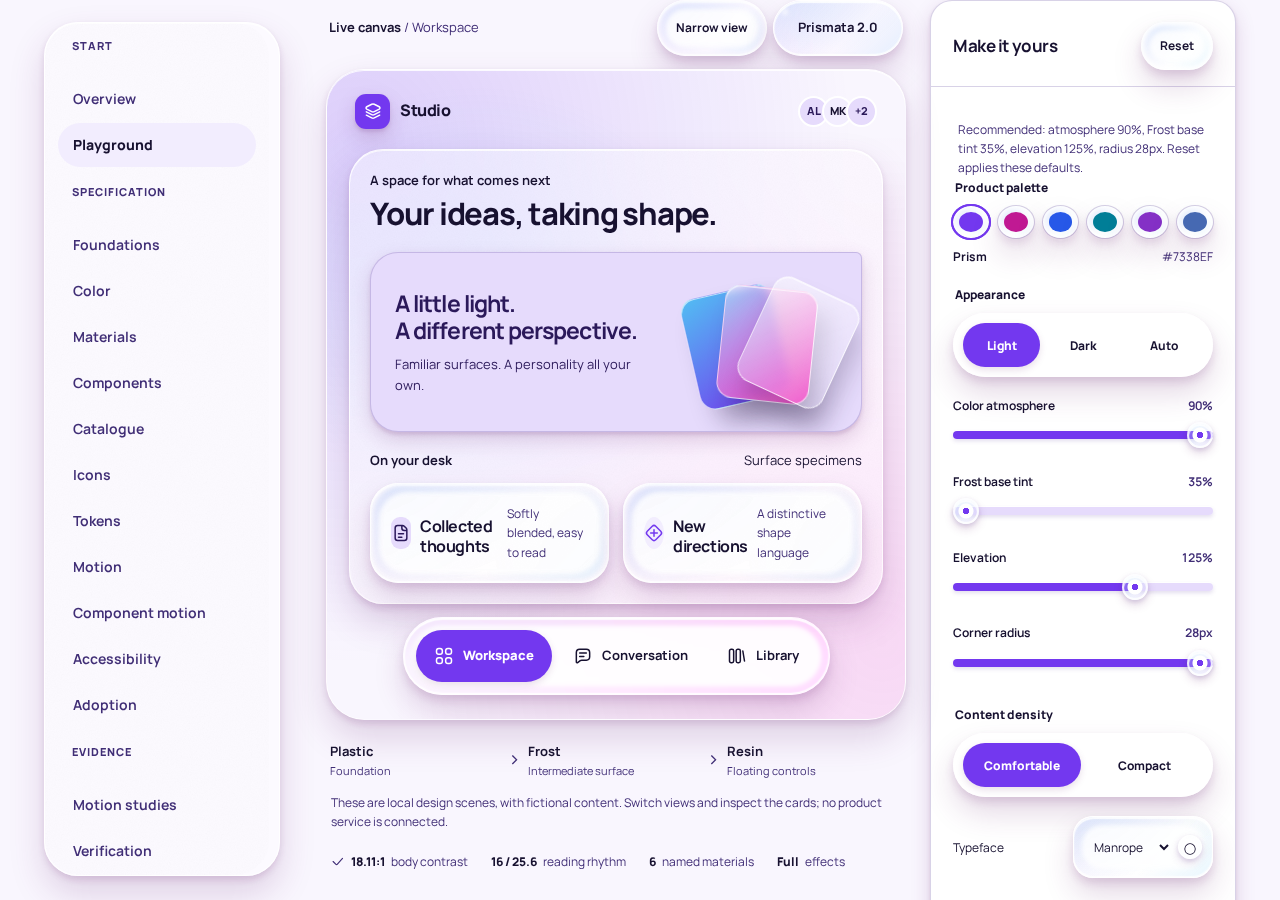 START
Overview
Playground
SPECIFICATION
Foundations
Color
Materials
Components
Catalogue
Icons
Tokens
Motion
Component motion
Accessibility
Adoption
EVIDENCE
Motion studies
Verification
Live canvas / Workspace
Narrow view
Prismata 2.0
Studio
AL
MK
+2
A space for what comes next
Your ideas, taking shape.
A little light.
A different perspective.
Familiar surfaces. A personality all your
own.
On your desk
Surface specimens
Collected
thoughts
Softly
blended, easy
to read
New
directions
A distinctive
shape
language
Workspace
Conversation
Library
Plastic
Foundation
Frost
Intermediate surface
Resin
Floating controls
These are local design scenes, with fictional content. Switch views and inspect the cards; no product
service is connected.
18.11:1 body contrast
16 / 25.6 reading rhythm
6 named materials
Full effects
Make it yours
Reset
Recommended: atmosphere 90%, Frost base
tint 35%, elevation 125%, radius 28px. Reset
applies these defaults.
Product palette
Prism
#7338EF
Appearance
Light
Dark
Auto
Color atmosphere
90%
Frost base tint
35%
Elevation
125%
Corner radius
28px
Content density
Comfortable
Compact
Typeface
Manrope